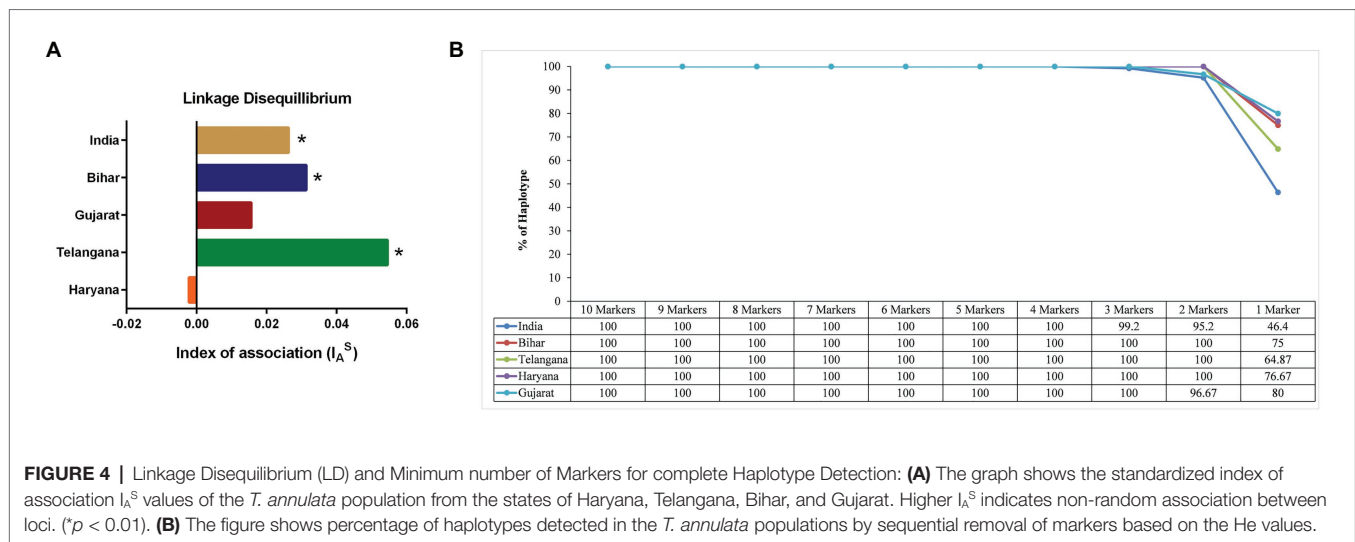 A
Linkage Disequillibrium
India
*
Bihar
*
Gujarat
Telangana
*
Haryana
-0.02 0.00 0.02 0.04 0.06
Index of association (I_A^S)
B
100
90
80
70
60
50
40
30
20
10
0
% of Haplotype
10 Markers 9 Markers 8 Markers 7 Markers 6 Markers 5 Markers 4 Markers 3 Markers 2 Markers 1 Marker
India 100 100 100 100 100 100 100 99.2 95.2 46.4
Bihar 100 100 100 100 100 100 100 100 100 75
Telangana 100 100 100 100 100 100 100 100 100 64.87
Haryana 100 100 100 100 100 100 100 100 100 76.67
Gujarat 100 100 100 100 100 100 100 100 96.67 80
FIGURE 4 | Linkage Disequilibrium (LD) and Minimum number of Markers for complete Haplotype Detection: (A) The graph shows the standardized index of
association I_A^S values of the T. annulata population from the states of Haryana, Telangana, Bihar, and Gujarat. Higher I_A^S indicates non-random association between
loci. (*p < 0.01). (B) The figure shows percentage of haplotypes detected in the T. annulata populations by sequential removal of markers based on the He values.